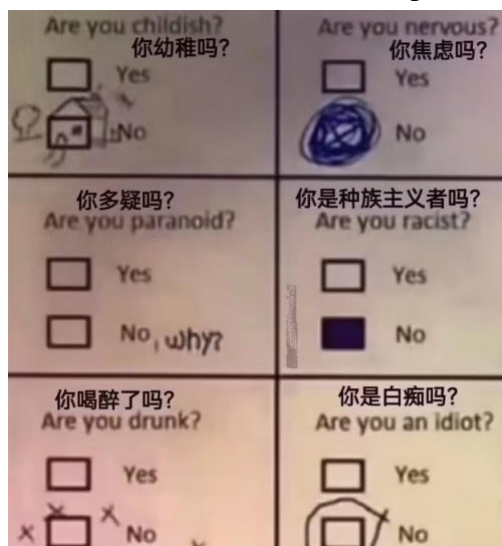 Are you childish?
你幼稚吗？
Yes
No
Are you nervous?
你焦虑吗？
Yes
No
你多疑吗？
Are you paranoid?
Yes
No, why?
你是种族主义者吗？
Are you racist?
Yes
No
你喝醉了吗？
Are you drunk?
Yes
No
你是白痴吗？
Are you an idiot?
Yes
No